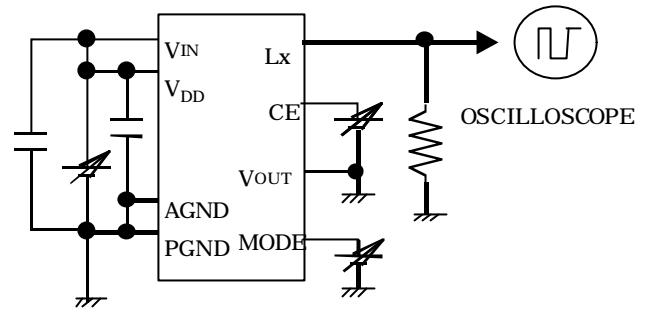 VIN
Lx
VDD
CE
OSCILLOSCOPE
VOUT
AGND
PGND
MODE